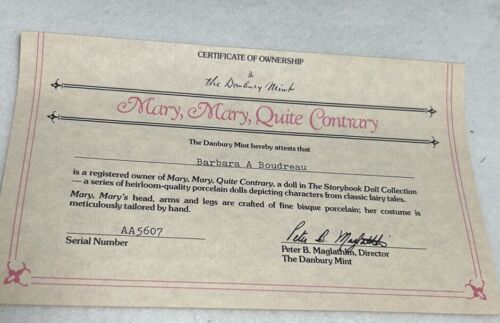 CERTIFICATE OF OWNERSHIP
The Danbury Mint
Mary, Mary, Quite Contrary
The Danbury Mint hereby attests that
Barbara A Boudreau
is a registered owner of Mary, Mary, Quite Contrary, a doll in The Storybook Doll Collection
— a series of heirloom-quality porcelain dolls depicting characters from classic fairy tales.
Mary, Mary's head, arms and legs are crafted of fine bisque porcelain; her costume is
meticulously tailored by hand.
AA5607
Serial Number
Peter B. Maglathlin
Peter B. Maglathlin, Director
The Danbury Mint